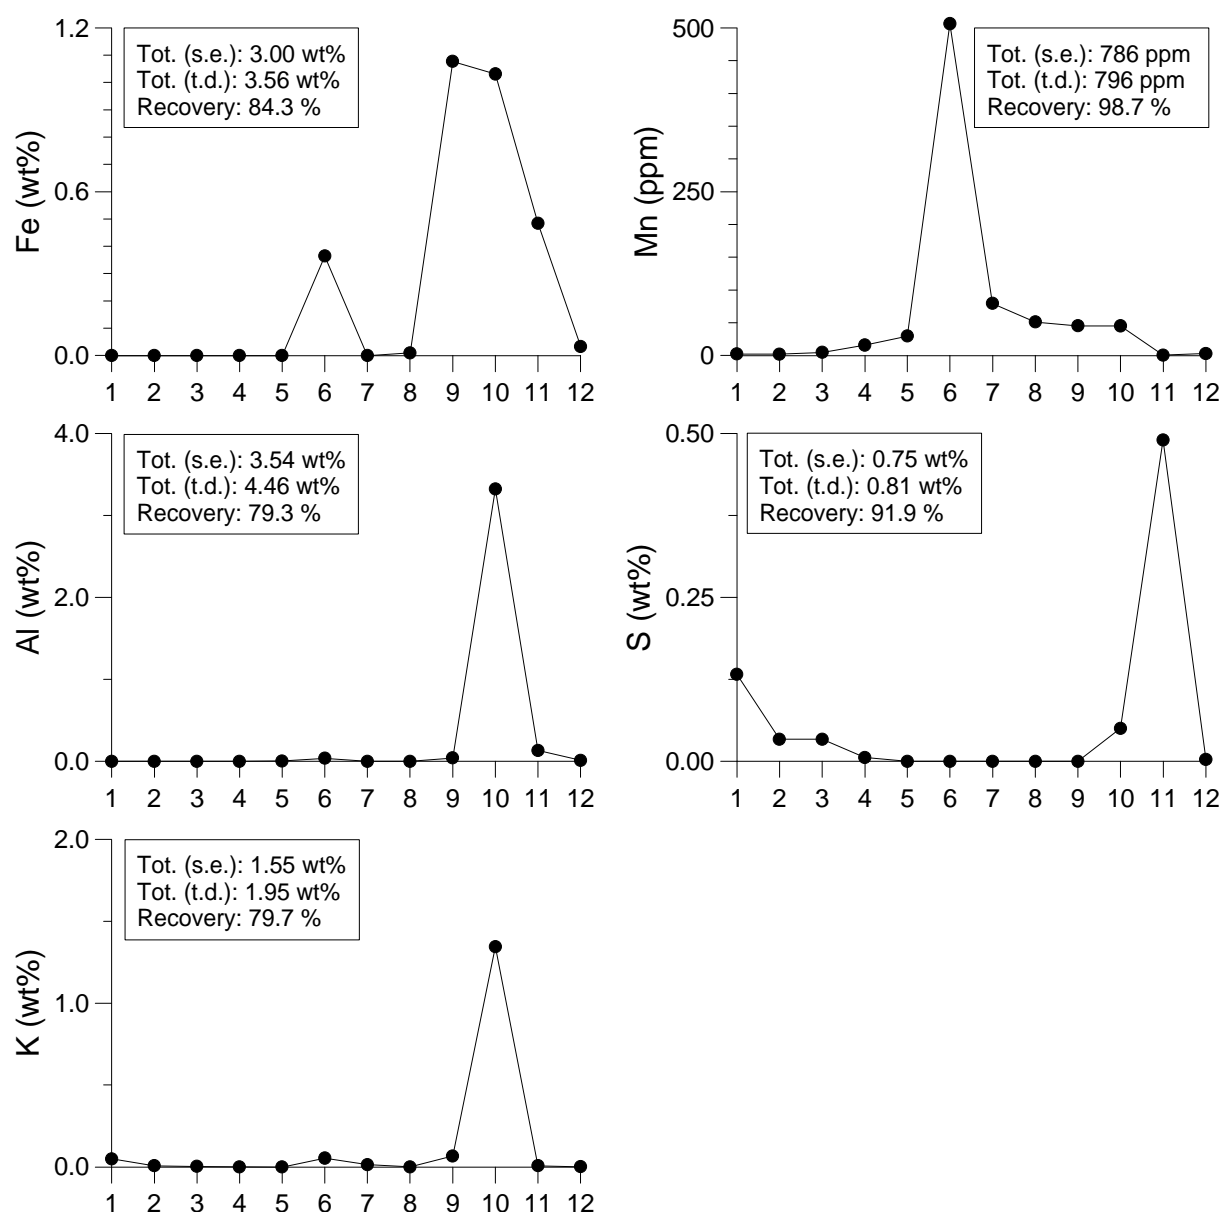 Fe (wt%)
1.2
0.6
0.0
Tot. (s.e.): 3.00 wt%
Tot. (t.d.): 3.56 wt%
Recovery: 84.3 %
1 2 3 4 5 6 7 8 9 10 11 12
Mn (ppm)
500
250
0
Tot. (s.e.): 786 ppm
Tot. (t.d.): 796 ppm
Recovery: 98.7 %
1 2 3 4 5 6 7 8 9 10 11 12
Al (wt%)
4.0
2.0
0.0
Tot. (s.e.): 3.54 wt%
Tot. (t.d.): 4.46 wt%
Recovery: 79.3 %
1 2 3 4 5 6 7 8 9 10 11 12
S (wt%)
0.50
0.25
0.00
Tot. (s.e.): 0.75 wt%
Tot. (t.d.): 0.81 wt%
Recovery: 91.9 %
1 2 3 4 5 6 7 8 9 10 11 12
K (wt%)
2.0
1.0
0.0
Tot. (s.e.): 1.55 wt%
Tot. (t.d.): 1.95 wt%
Recovery: 79.7 %
1 2 3 4 5 6 7 8 9 10 11 12